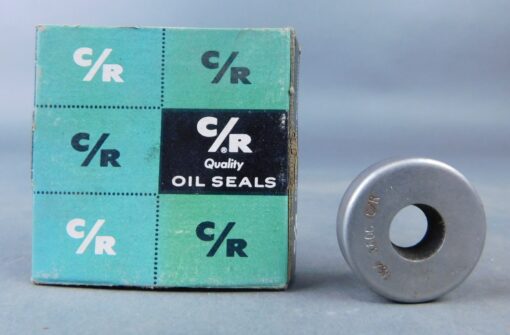 C/R C/R
C/R C/R®
Quality
OIL SEALS
C/R C/R